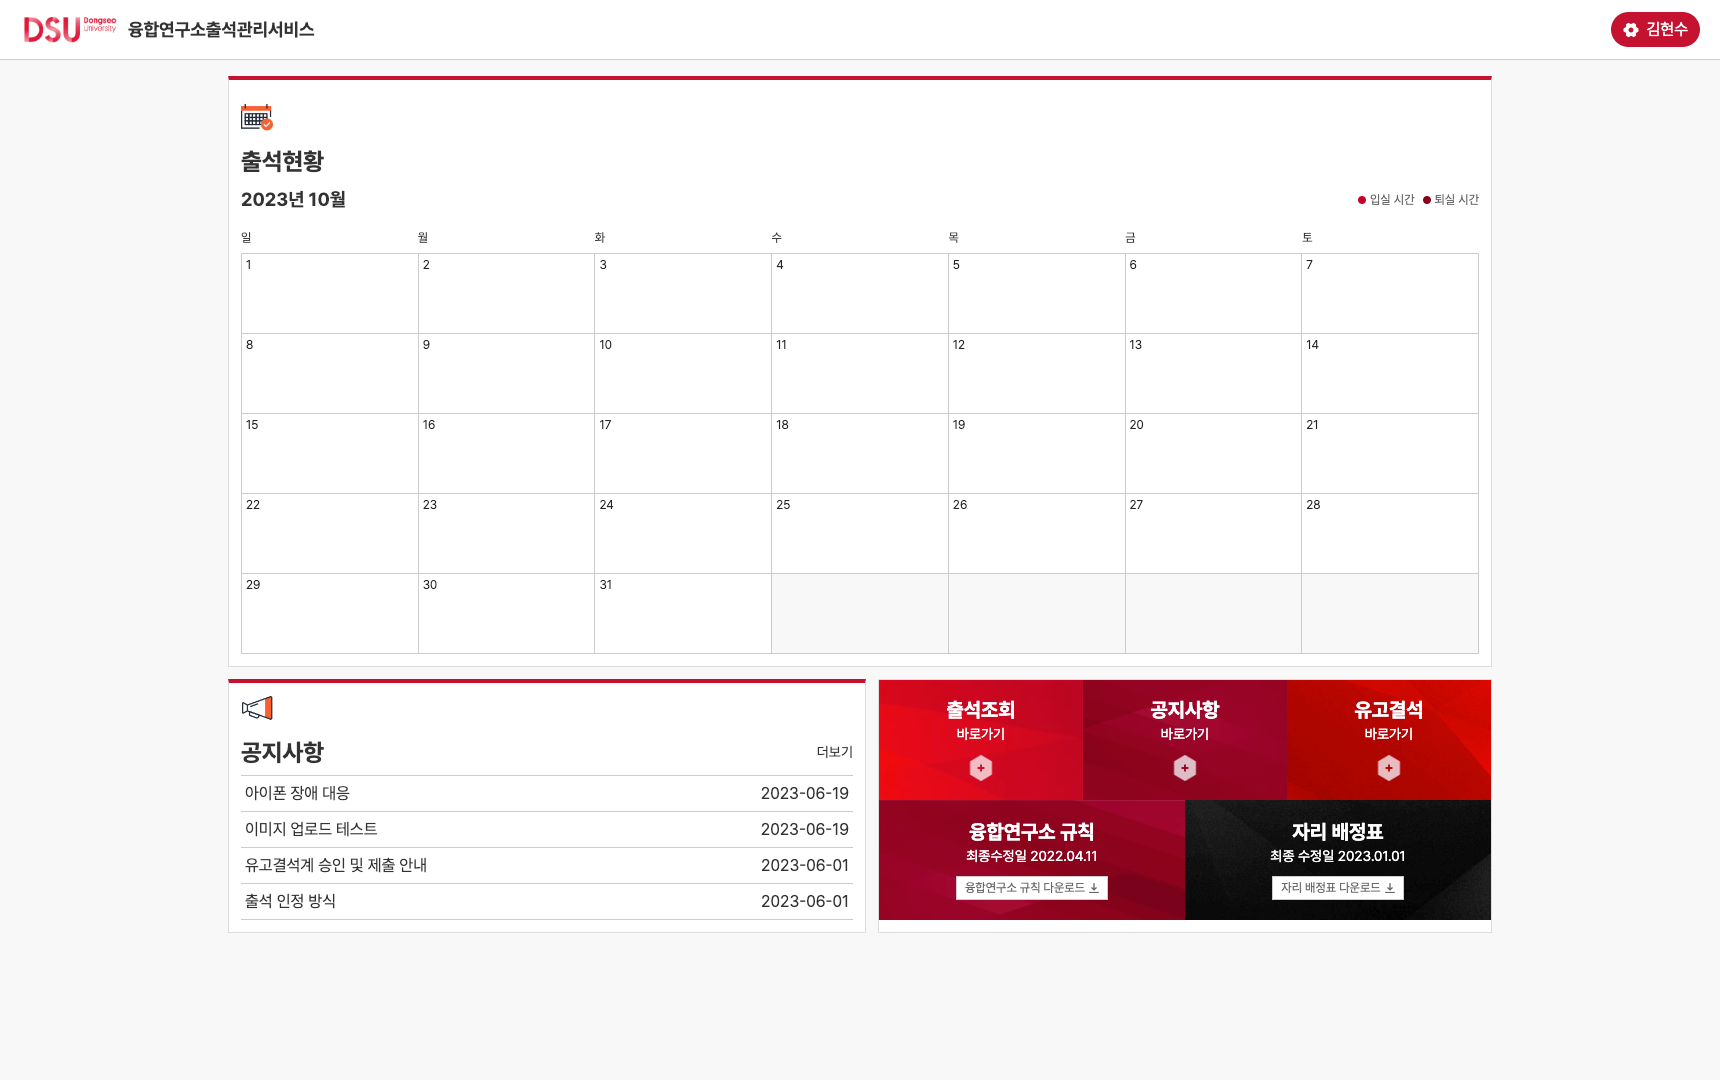 DSU Dongseo University 융합연구소출석관리서비스 김현수
출석현황
2023년 10월 입실 시간 퇴실 시간
일 월 화 수 목 금 토
1 2 3 4 5 6 7
8 9 10 11 12 13 14
15 16 17 18 19 20 21
22 23 24 25 26 27 28
29 30 31
공지사항 더보기
아이폰 장애 대응 2023-06-19
이미지 업로드 테스트 2023-06-19
유고결석계 승인 및 제출 안내 2023-06-01
출석 인정 방식 2023-06-01
출석조회 공지사항 유고결석
바로가기 바로가기 바로가기
융합연구소 규칙 자리 배정표
최종수정일 2022.04.11 최종 수정일 2023.01.01
융합연구소 규칙 다운로드 자리 배정표 다운로드